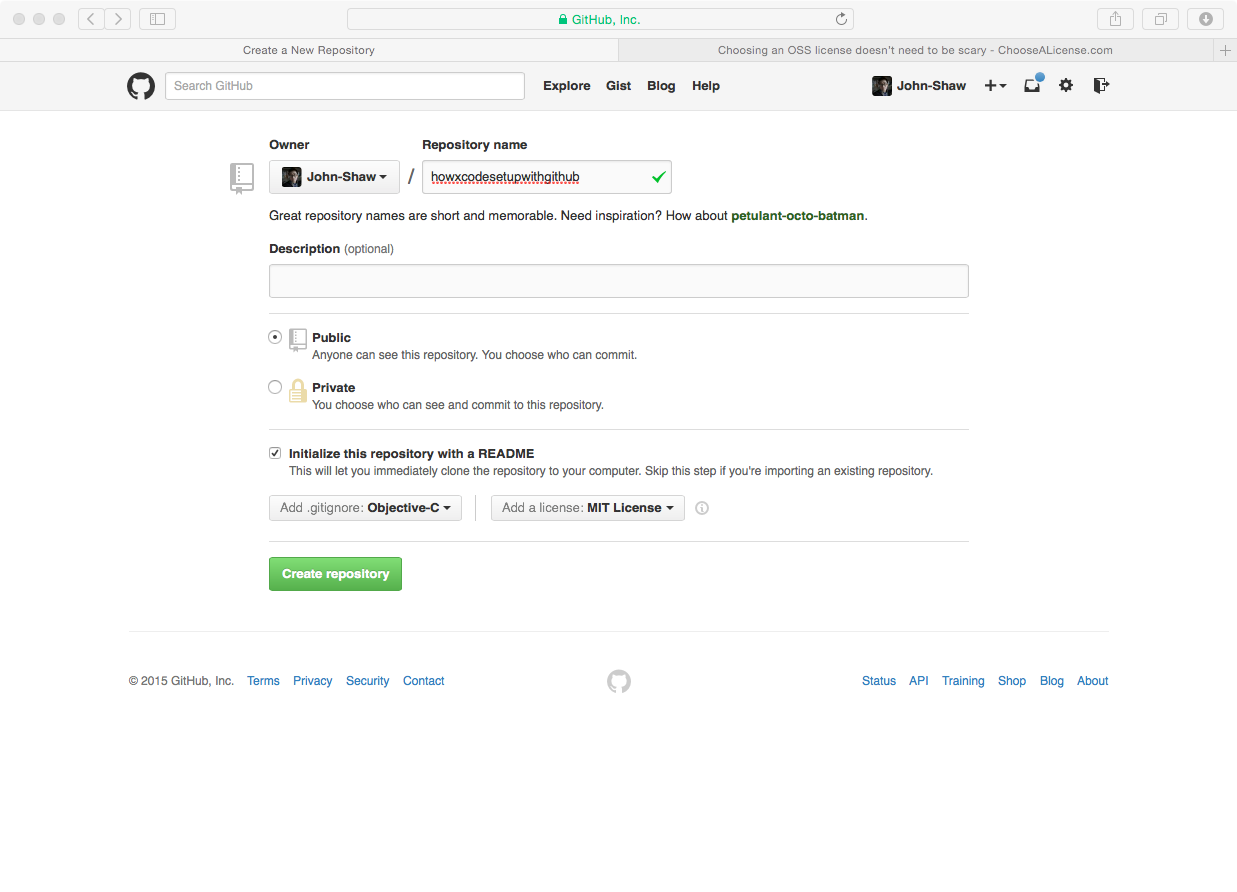 GitHub, Inc.
Create a New Repository
Choosing an OSS license doesn't need to be scary - ChooseALicense.com
Search GitHub
Explore Gist Blog Help
John-Shaw
Owner
Repository name
John-Shaw / howxcodesetupwithgithub
Great repository names are short and memorable. Need inspiration? How about petulant-octo-batman.
Description (optional)
Public
Anyone can see this repository. You choose who can commit.
Private
You choose who can see and commit to this repository.
Initialize this repository with a README
This will let you immediately clone the repository to your computer. Skip this step if you're importing an existing repository.
Add .gitignore: Objective-C
Add a license: MIT License
Create repository
© 2015 GitHub, Inc. Terms Privacy Security Contact
Status API Training Shop Blog About